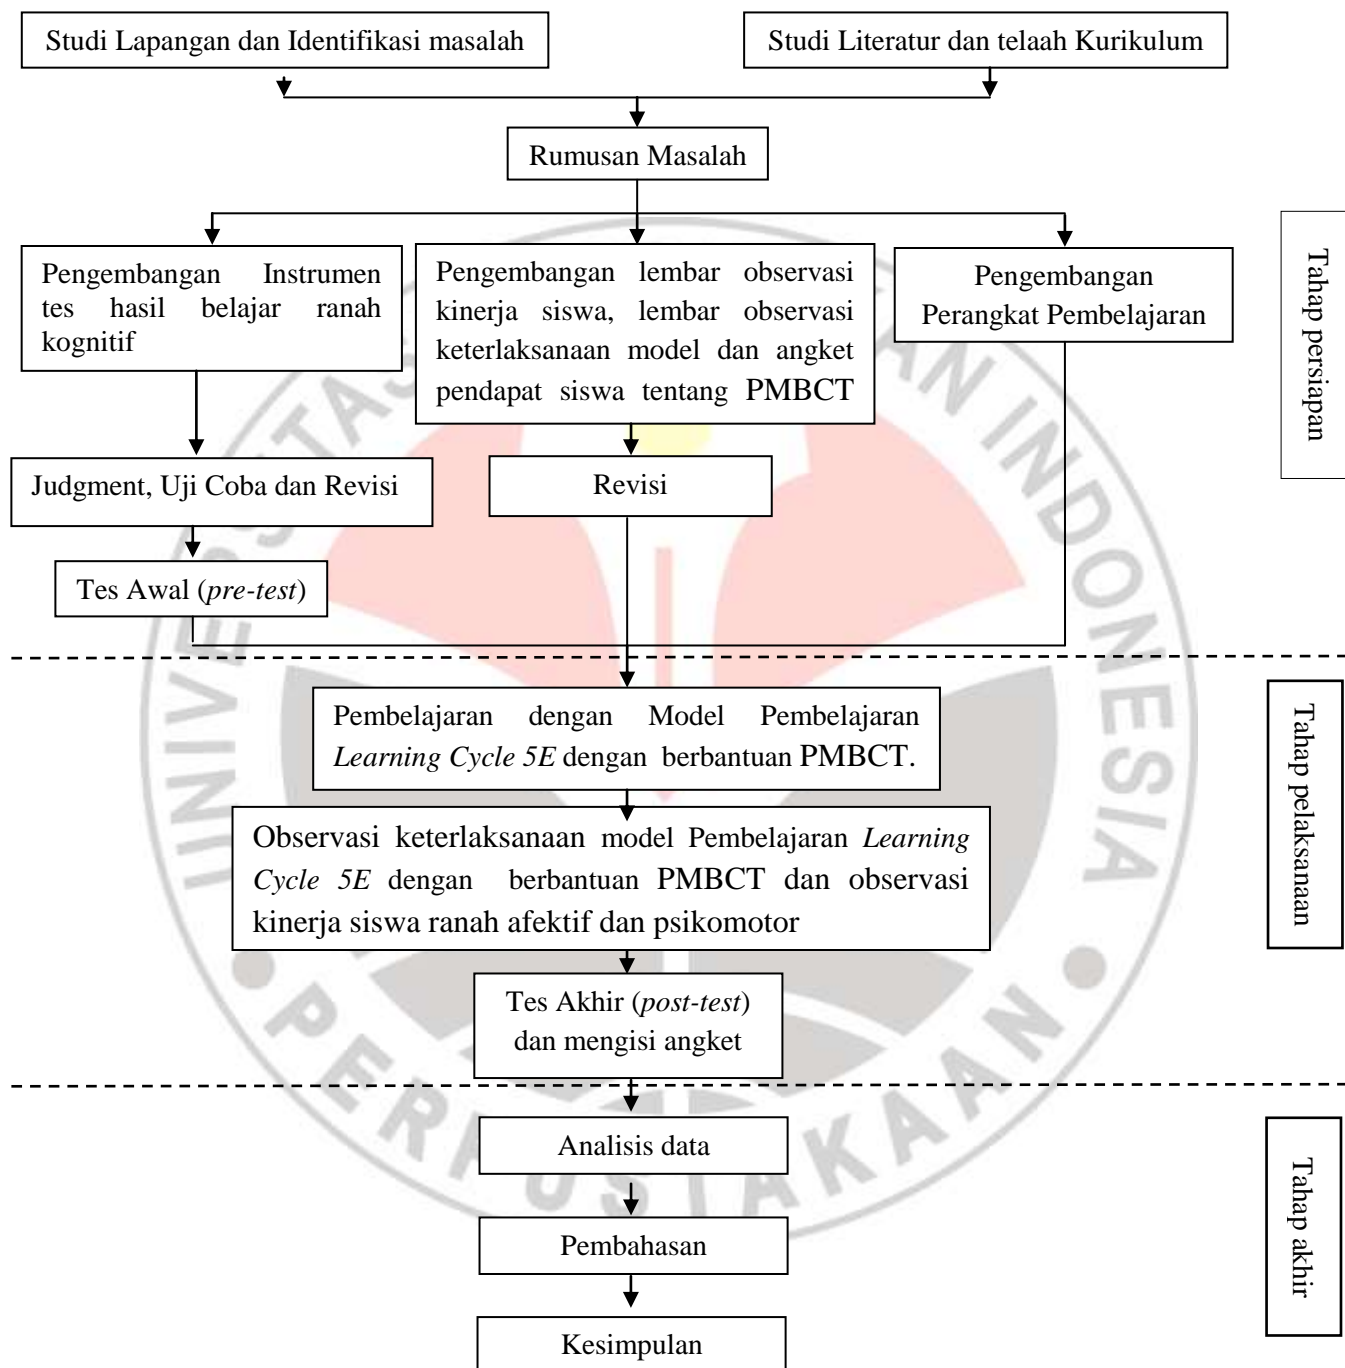 Studi Lapangan dan Identifikasi masalah
Studi Literatur dan telaah Kurikulum
Rumusan Masalah
Pengembangan Instrumen
tes hasil belajar ranah
kognitif
Pengembangan lembar observasi
kinerja siswa, lembar observasi
keterlaksanaan model dan angket
pendapat siswa tentang PMBCT
Pengembangan
Perangkat Pembelajaran
Tahap persiapan
Judgment, Uji Coba dan Revisi
Revisi
Tes Awal (pre-test)
Pembelajaran dengan Model Pembelajaran
Learning Cycle 5E dengan berbantuan PMBCT.
Observasi keterlaksanaan model Pembelajaran Learning
Cycle 5E dengan berbantuan PMBCT dan observasi
kinerja siswa ranah afektif dan psikomotor
Tahap pelaksanaan
Tes Akhir (post-test)
dan mengisi angket
Analisis data
Pembahasan
Kesimpulan
Tahap akhir
INDONESIA
PERPUSTAKAAN